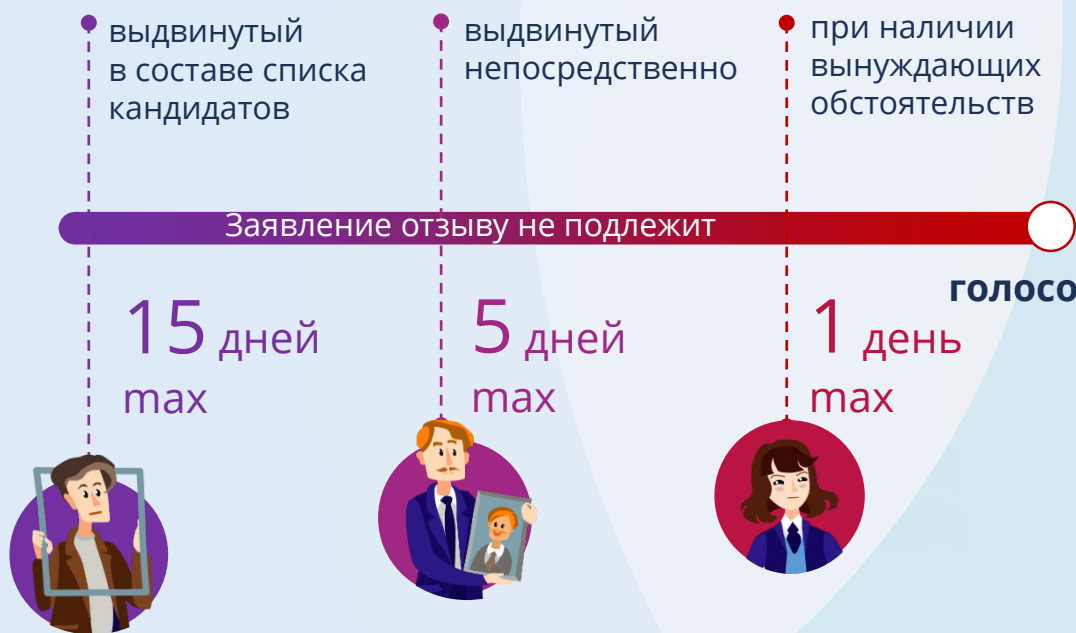 выдвинутый
в составе списка
кандидатов
выдвинутый
непосредственно
при наличии
вынуждающих
обстоятельств
Заявление отзыву не подлежит
15 дней
max
5 дней
max
1 день
max
голосо